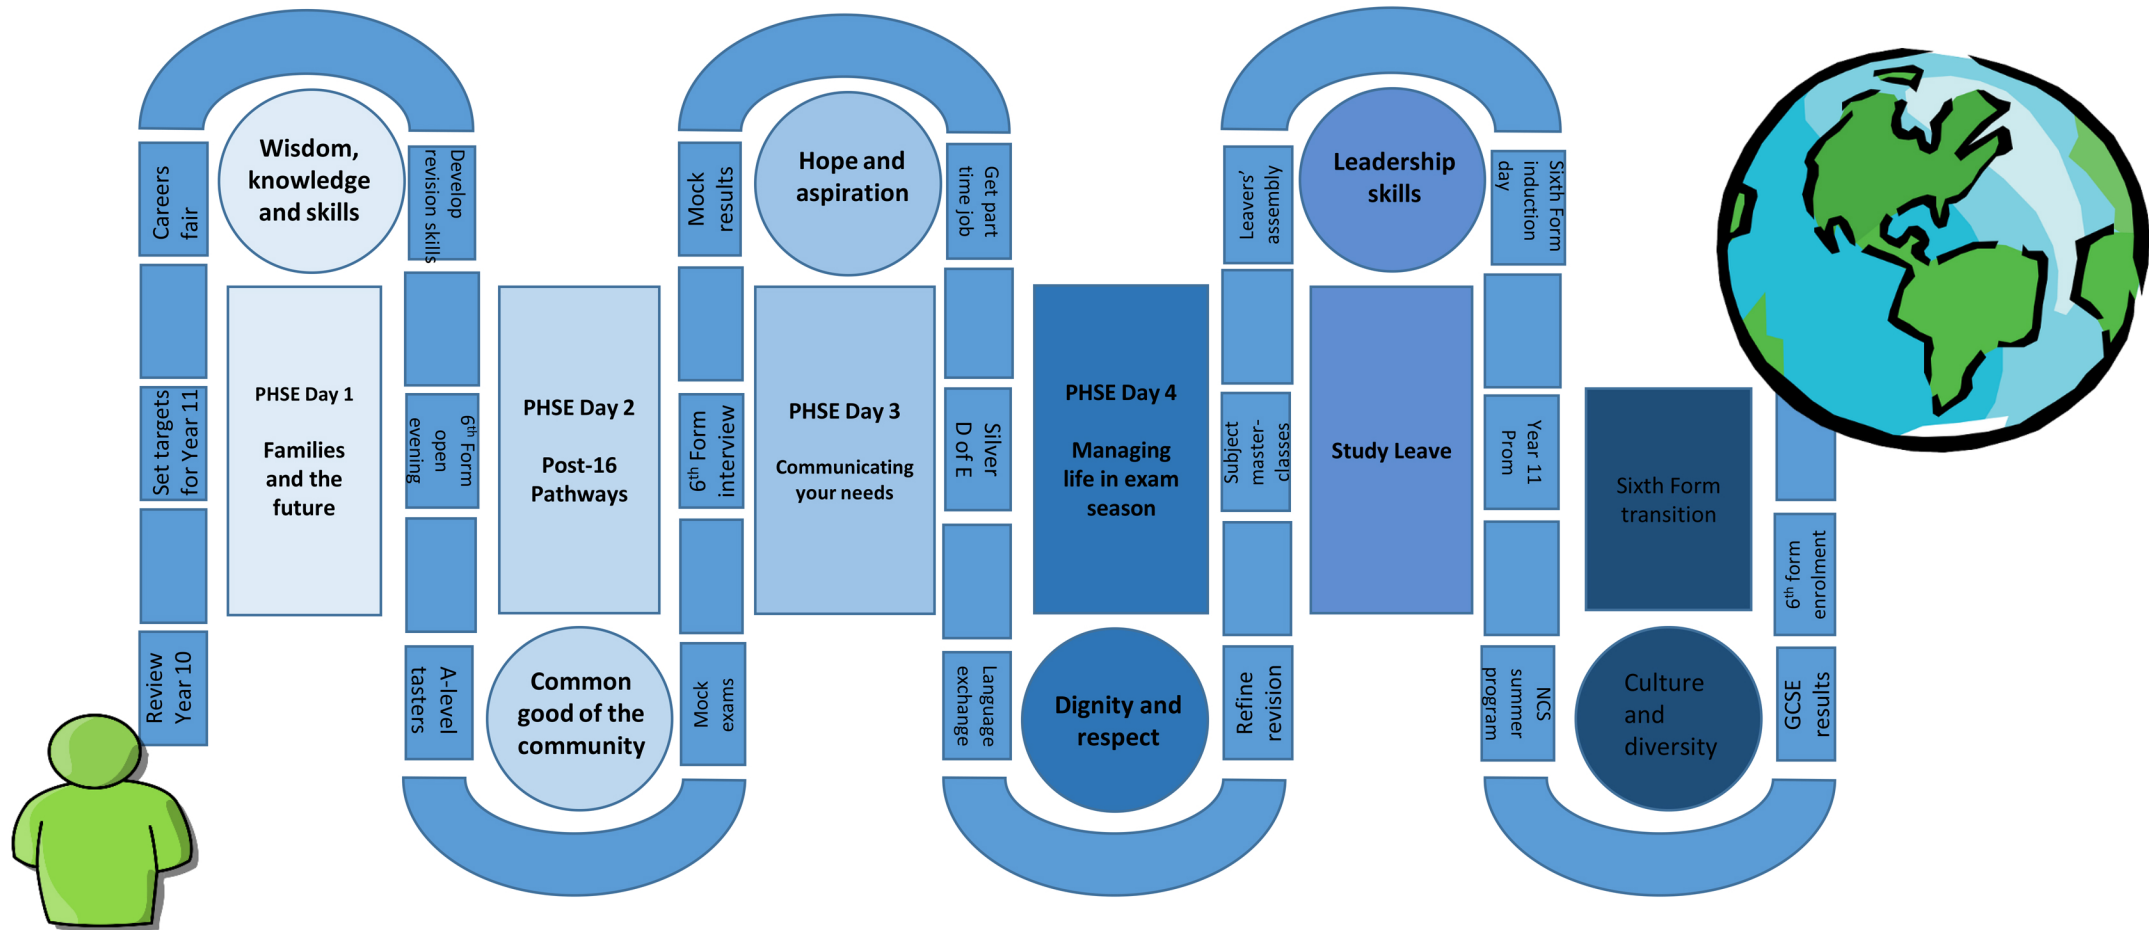 Review
Year 10
Set targets
for Year 11
Careers
fair
Wisdom,
knowledge
and skills
PHSE Day 1
Families
and the
future
Develop
revision skills
6th Form
open
evening
A-level
tasters
Common
good of the
community
PHSE Day 2
Post-16
Pathways
Mock
exams
6th Form
interview
Mock
results
Hope and
aspiration
PHSE Day 3
Communicating
your needs
Get part
time job
Silver
D of E
Language
exchange
Dignity and
respect
PHSE Day 4
Managing
life in exam
season
Refine
revision
Subject
master-
classes
Leavers’
assembly
Leadership
skills
Study Leave
Sixth Form
induction
day
Year 11
Prom
NCS
summer
program
Culture
and
diversity
Sixth Form
transition
GCSE
results
6th form
enrolment